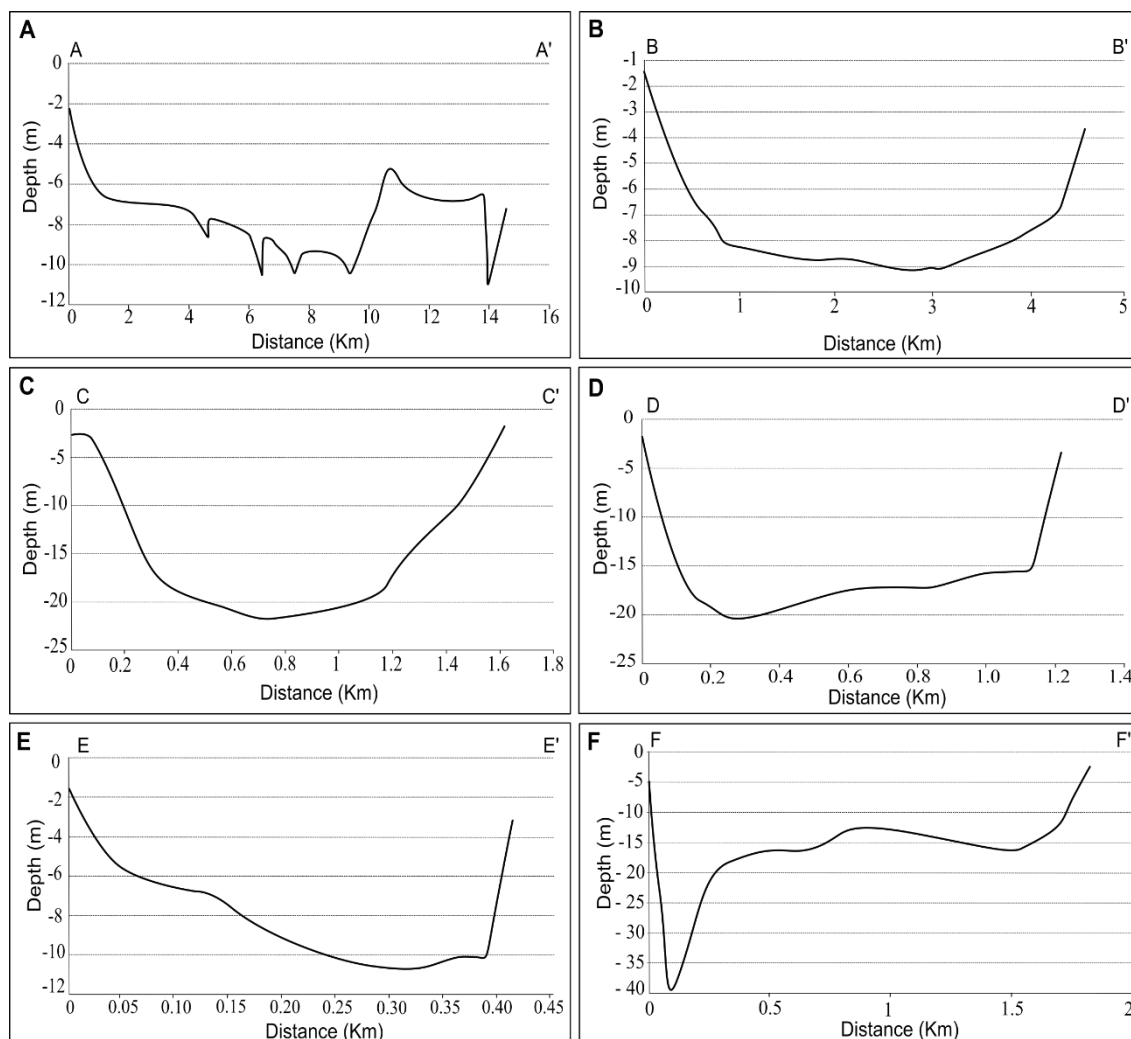 A
A A'
0
-2
-4
-6
-8
-10
-12
Depth (m)
0 2 4 6 8 10 12 14 16
Distance (Km)
B
B B'
-1
-2
-3
-4
-5
-6
-7
-8
-9
-10
Depth (m)
0 1 2 3 4 5
Distance (Km)
C
C C'
0
-5
-10
-15
-20
-25
Depth (m)
0 0.2 0.4 0.6 0.8 1 1.2 1.4 1.6 1.8
Distance (Km)
D
D D'
0
-5
-10
-15
-20
-25
Depth (m)
0 0.2 0.4 0.6 0.8 1.0 1.2 1.4
Distance (Km)
E
E E'
0
-2
-4
-6
-8
-10
-12
Depth (m)
0 0.05 0.10 0.15 0.20 0.25 0.30 0.35 0.40 0.45
Distance (Km)
F
F F'
0
-5
-10
-15
-20
-25
- 30
- 35
- 40
Depth (m)
0 0.5 1 1.5 2
Distance (Km)